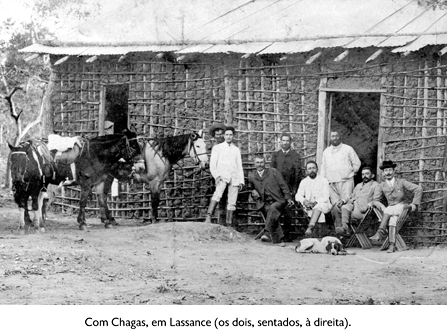 Com Chagas, em Lassance (os dois, sentados, à direita).